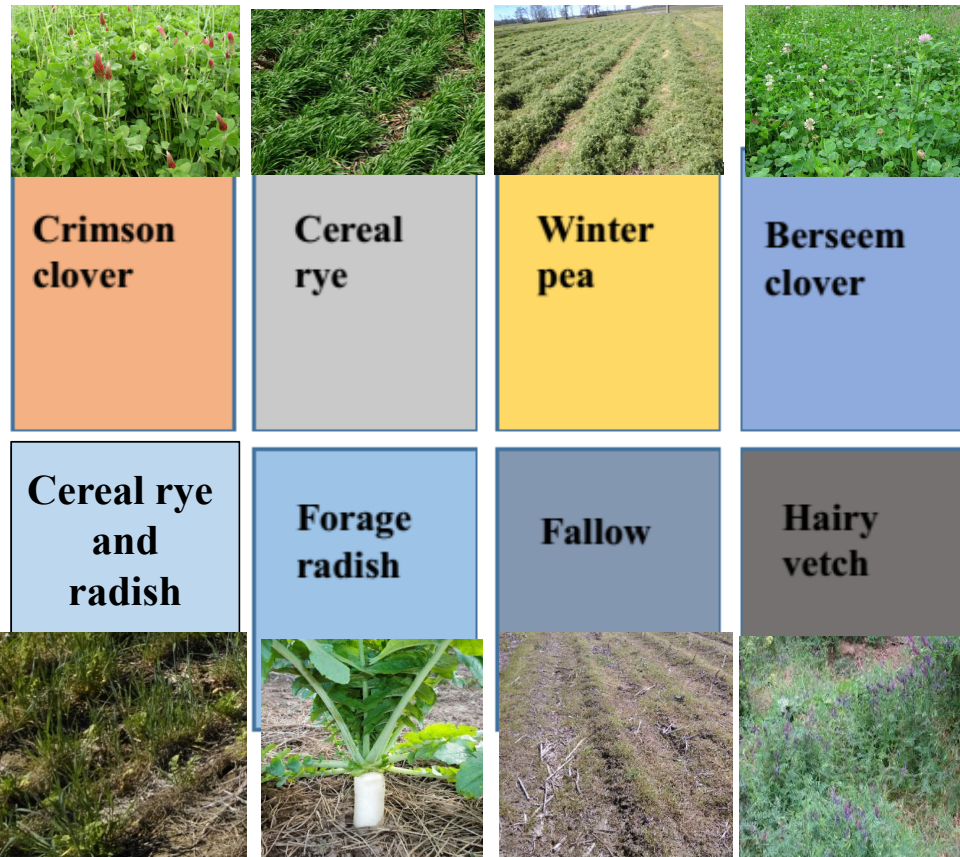 Crimson
clover
Cereal
rye
Winter
pea
Berseem
clover
Cereal rye
and
radish
Forage
radish
Fallow
Hairy
vetch